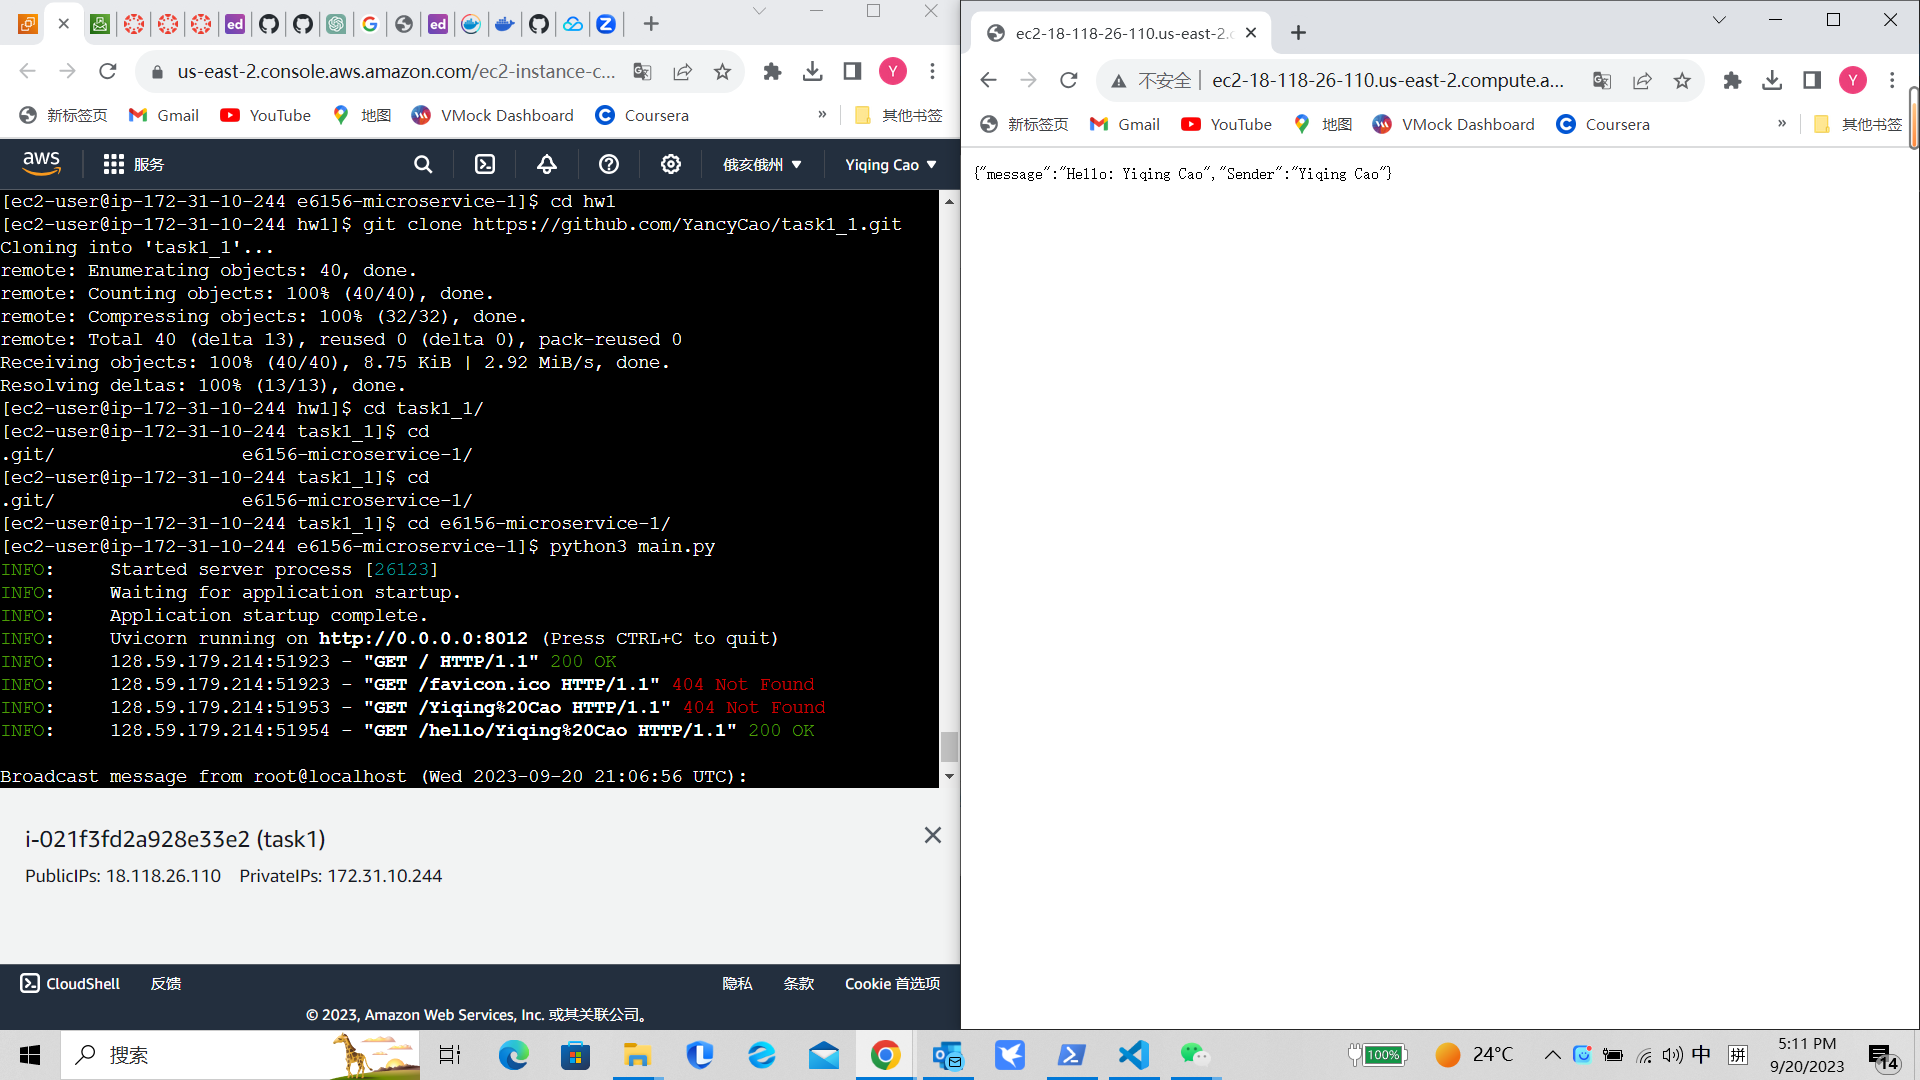 us-east-2.console.aws.amazon.com/ec2-instance-c...
Y
新标签页
Gmail
YouTube
地图
VMock Dashboard
Coursera
»
其他书签
aws
服务
俄亥俄州
Yiqing Cao
[ec2-user@ip-172-31-10-244 e6156-microservice-1]$ cd hw1
[ec2-user@ip-172-31-10-244 hw1]$ git clone https://github.com/YancyCao/task1_1.git
Cloning into 'task1_1'...
remote: Enumerating objects: 40, done.
remote: Counting objects: 100% (40/40), done.
remote: Compressing objects: 100% (32/32), done.
remote: Total 40 (delta 13), reused 0 (delta 0), pack-reused 0
Receiving objects: 100% (40/40), 8.75 KiB | 2.92 MiB/s, done.
Resolving deltas: 100% (13/13), done.
[ec2-user@ip-172-31-10-244 hw1]$ cd task1_1/
[ec2-user@ip-172-31-10-244 task1_1]$ cd
.git/                 e6156-microservice-1/
[ec2-user@ip-172-31-10-244 task1_1]$ cd
.git/                 e6156-microservice-1/
[ec2-user@ip-172-31-10-244 task1_1]$ cd e6156-microservice-1/
[ec2-user@ip-172-31-10-244 e6156-microservice-1]$ python3 main.py
INFO:     Started server process [26123]
INFO:     Waiting for application startup.
INFO:     Application startup complete.
INFO:     Uvicorn running on http://0.0.0.0:8012 (Press CTRL+C to quit)
INFO:     128.59.179.214:51923 - "GET / HTTP/1.1" 200 OK
INFO:     128.59.179.214:51923 - "GET /favicon.ico HTTP/1.1" 404 Not Found
INFO:     128.59.179.214:51953 - "GET /Yiqing%20Cao HTTP/1.1" 404 Not Found
INFO:     128.59.179.214:51954 - "GET /hello/Yiqing%20Cao HTTP/1.1" 200 OK
Broadcast message from root@localhost (Wed 2023-09-20 21:06:56 UTC):
i-021f3fd2a928e33e2 (task1)
PublicIPs: 18.118.26.110    PrivateIPs: 172.31.10.244
CloudShell
反馈
隐私
条款
Cookie 首选项
© 2023, Amazon Web Services, Inc. 或其关联公司。
ec2-18-118-26-110.us-east-2.c
不安全
ec2-18-118-26-110.us-east-2.compute.a...
Y
新标签页
Gmail
YouTube
地图
VMock Dashboard
Coursera
»
其他书签
{"message":"Hello: Yiqing Cao","Sender":"Yiqing Cao"}
搜索
100%
24°C
中
拼
5:11 PM
9/20/2023
14